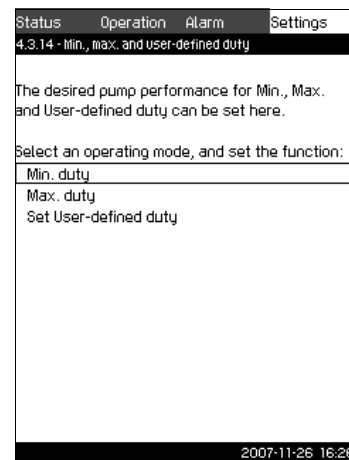 Status Operation Alarm Settings
4.3.14 - Min., max. and user-defined duty
The desired pump performance for Min., Max.
and User-defined duty can be set here.
Select an operating mode, and set the function:
Min. duty
Max. duty
Set User-defined duty
2007-11-26 16:26